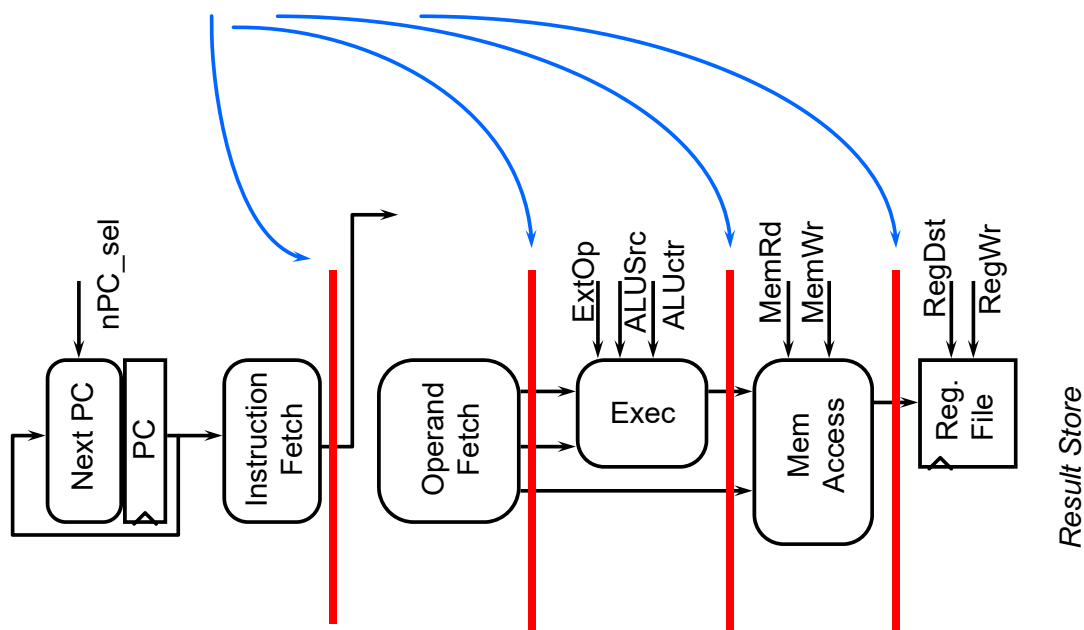 nPC_sel
Next PC
PC
Instruction
Fetch
Operand
Fetch
ExtOp
ALUSrc
ALUctr
Exec
MemRd
MemWr
Mem
Access
RegDst
RegWr
Reg.
File
Result Store